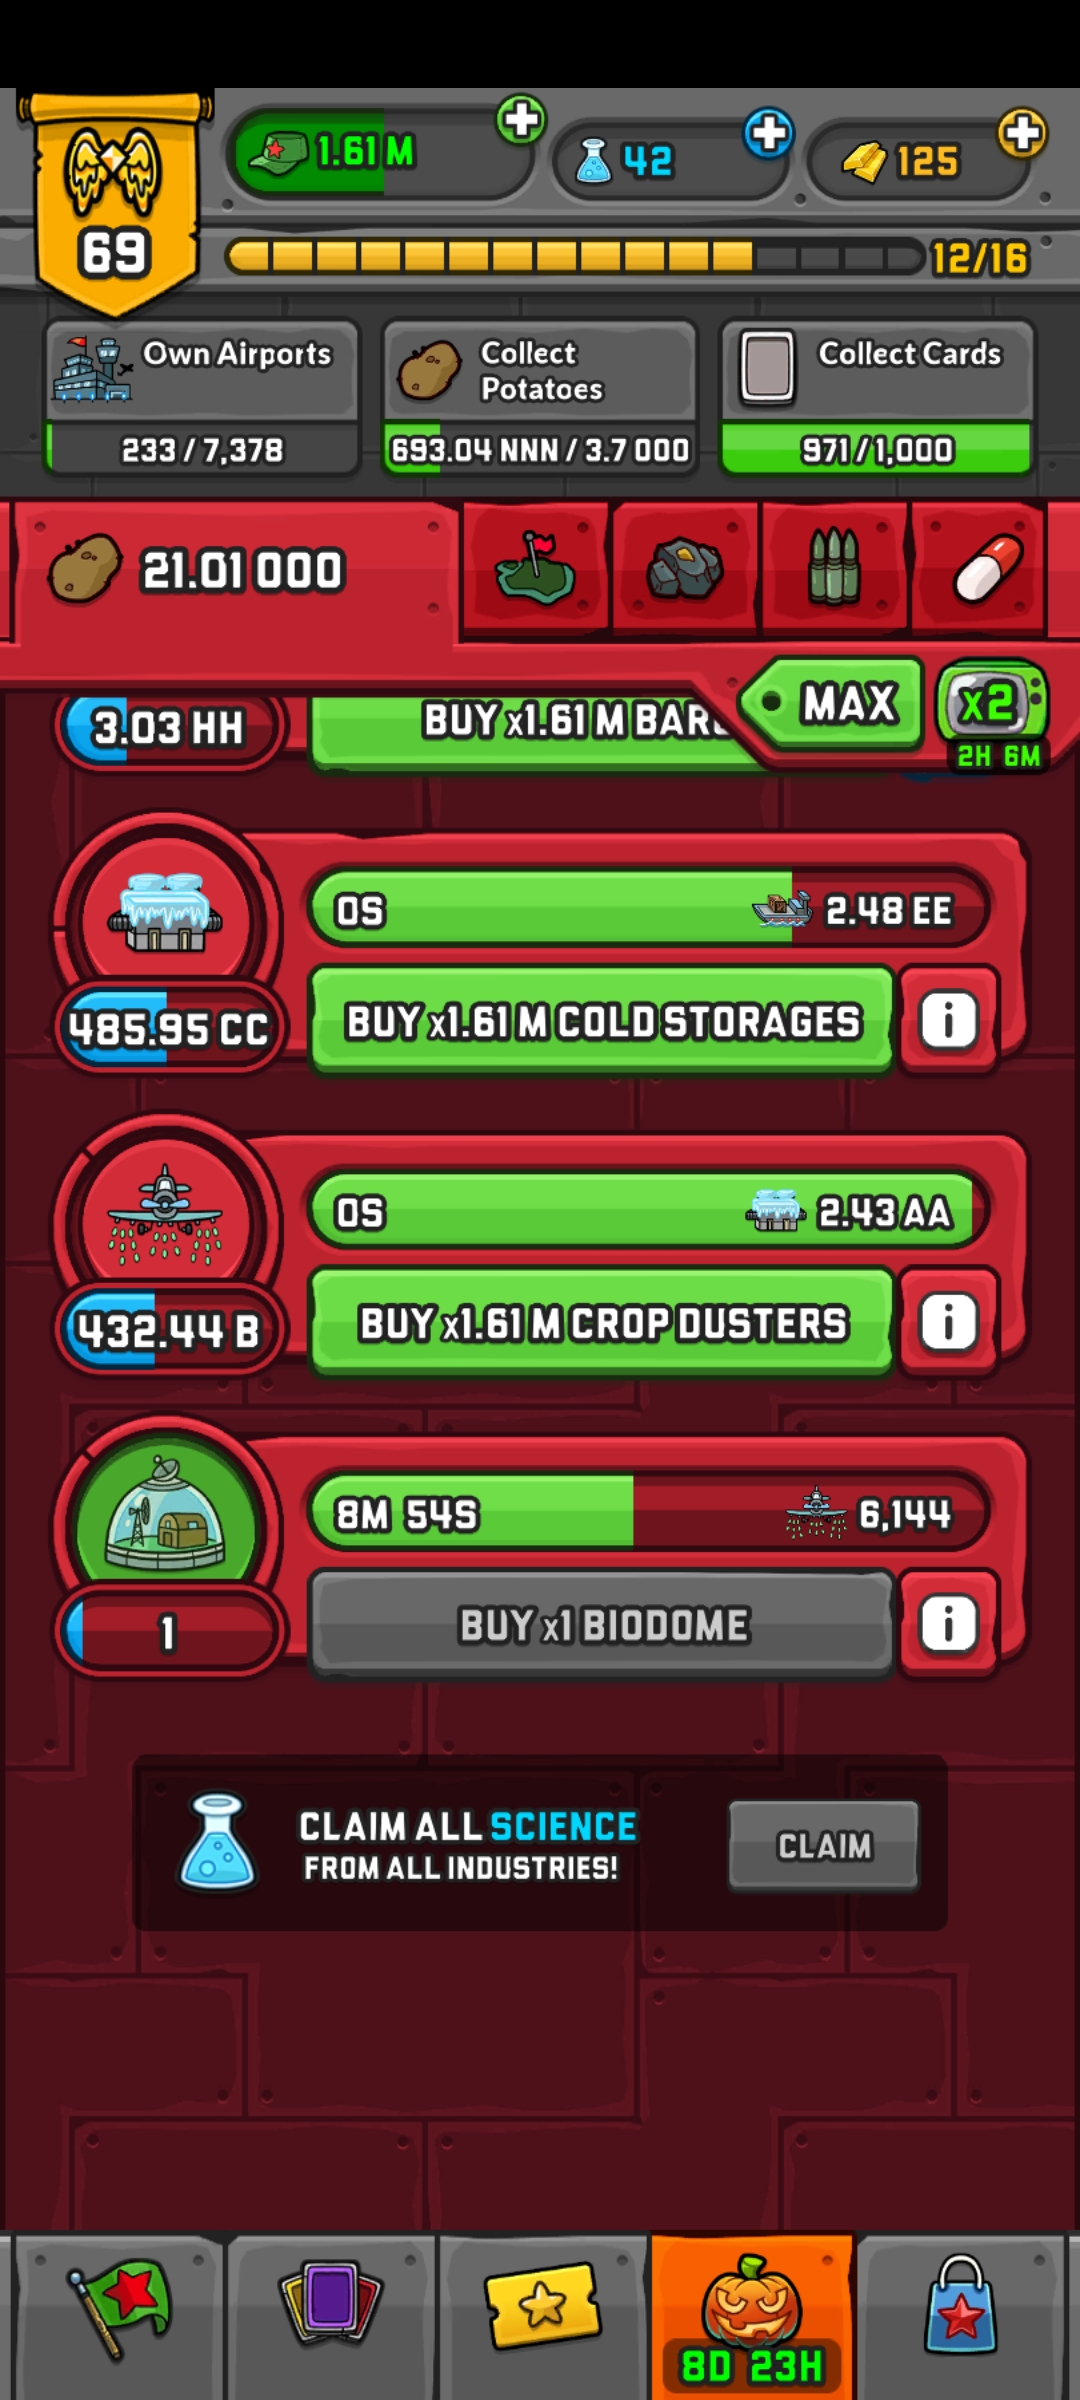 69
1.61 M
42
125
12/16
Own Airports
233 / 7,378
Collect
Potatoes
693.04 NNN / 3.7 OOO
Collect Cards
971 / 1,000
21.01 OOO
MAX
x2
2H 6M
3.03 HH
BUY x1.61 M
0S
2.48 EE
485.95 CC
BUY x1.61 M COLD STORAGES
i
0S
2.43 AA
432.44 B
BUY x1.61 M CROP DUSTERS
i
8M 54S
6,144
1
BUY x1 BIODOME
i
CLAIM ALL SCIENCE
FROM ALL INDUSTRIES!
CLAIM
8D 23H